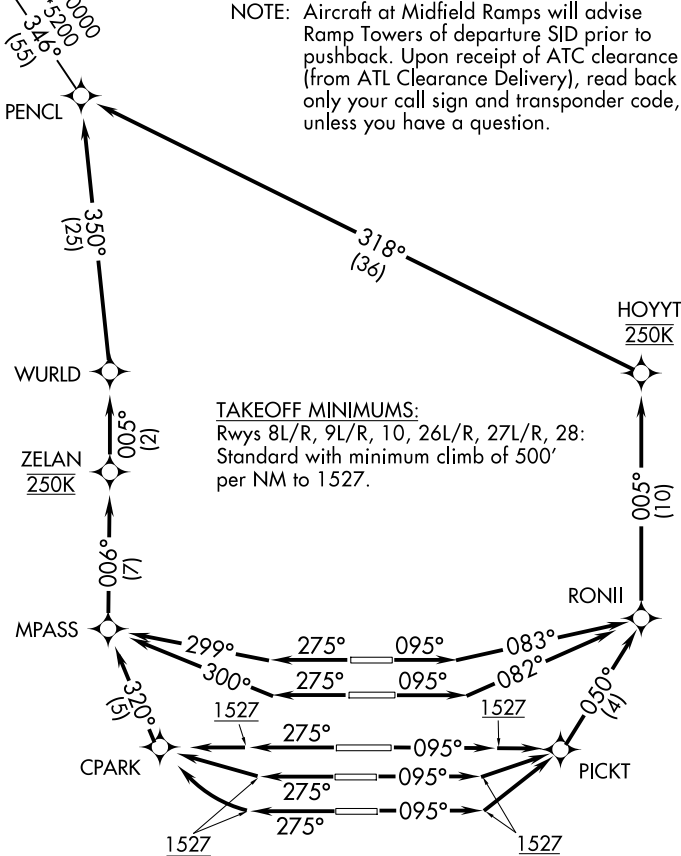 0000
*5200
346°
(55)
NOTE: Aircraft at Midfield Ramps will advise
Ramp Towers of departure SID prior to
pushback. Upon receipt of ATC clearance
(from ATL Clearance Delivery), read back
only your call sign and transponder code,
unless you have a question.
PENCL
350°
(25)
318°
(36)
HOYYT
250K
WURLD
TAKEOFF MINIMUMS:
Rwys 8L/R, 9L/R, 10, 26L/R, 27L/R, 28:
Standard with minimum climb of 500'
per NM to 1527.
005°
(2)
ZELAN
250K
005°
(10)
006°
(7)
RONII
MPASS
299°
275°
095°
083°
300°
275°
095°
082°
320°
(5)
050°
(4)
1527
275°
095°
1527
CPARK
PICKT
275°
095°
275°
095°
1527
1527